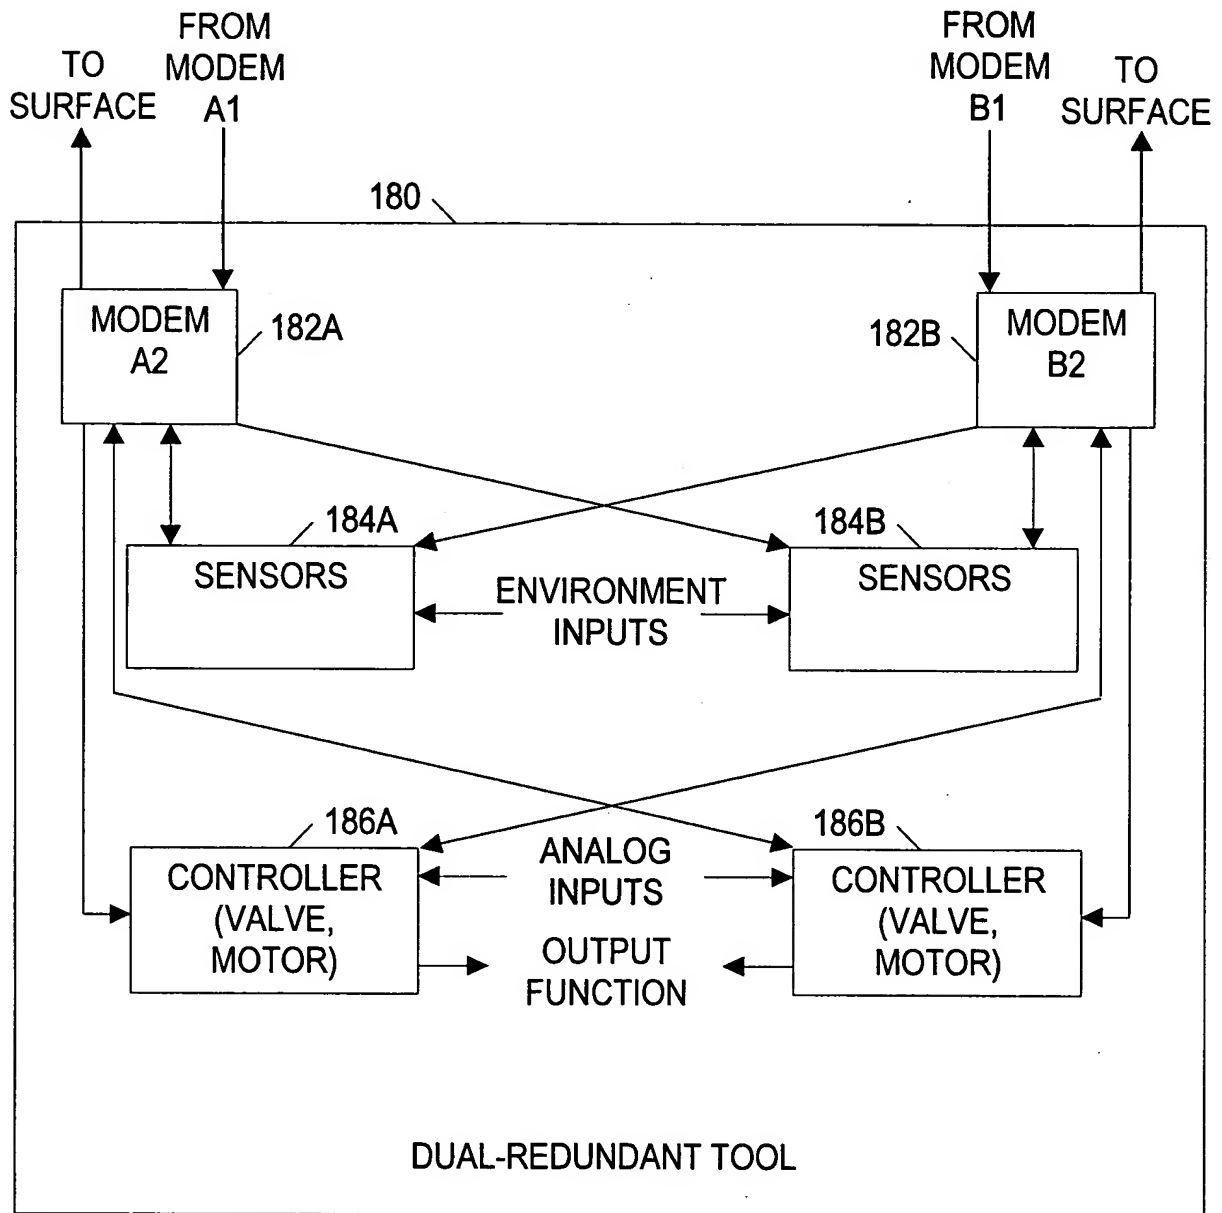 TO
SURFACE
FROM
MODEM
A1
FROM
MODEM
B1
TO
SURFACE
180
MODEM
A2
182A
182B
MODEM
B2
184A
SENSORS
ENVIRONMENT
INPUTS
184B
SENSORS
186A
CONTROLLER
(VALVE,
MOTOR)
ANALOG
INPUTS
OUTPUT
FUNCTION
186B
CONTROLLER
(VALVE,
MOTOR)
DUAL-REDUNDANT TOOL